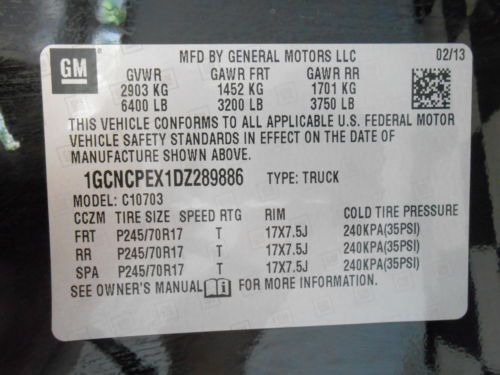 GM MFD BY GENERAL MOTORS LLC 02/13
GVWR GAWR FRT GAWR RR
2903 KG 1452 KG 1701 KG
6400 LB 3200 LB 3750 LB
THIS VEHICLE CONFORMS TO ALL APPLICABLE U.S. FEDERAL MOTOR
VEHICLE SAFETY STANDARDS IN EFFECT ON THE DATE OF
MANUFACTURE SHOWN ABOVE.
1GCNCPEX1DZ289886 TYPE: TRUCK
MODEL: C10703
CCZM TIRE SIZE SPEED RTG RIM COLD TIRE PRESSURE
FRT P245/70R17 T 17X7.5J 240KPA(35PSI)
RR P245/70R17 T 17X7.5J 240KPA(35PSI)
SPA P245/70R17 T 17X7.5J 240KPA(35PSI)
SEE OWNER'S MANUAL FOR MORE INFORMATION.